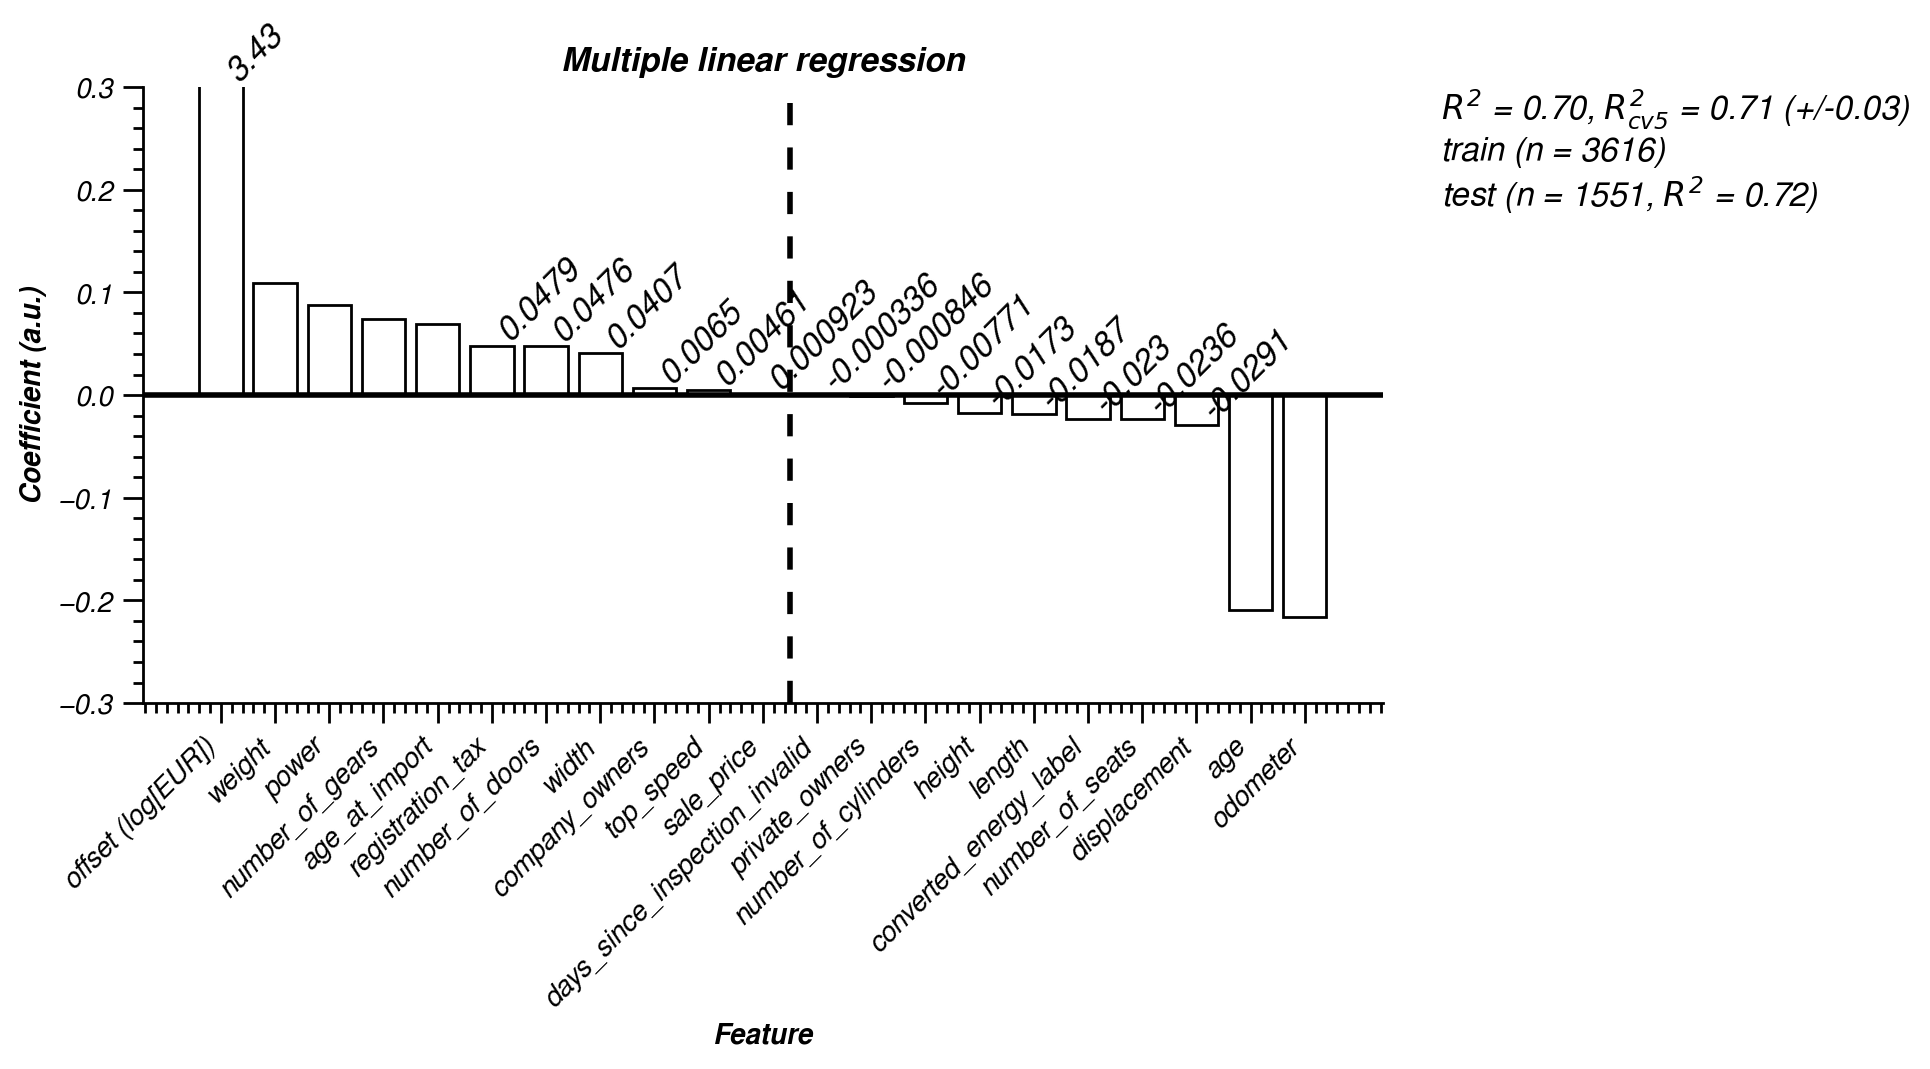 Multiple linear regression
R² = 0.70, R²cv5 = 0.71 (+/-0.03)
train (n = 3616)
test (n = 1551, R² = 0.72)
Coefficient (a.u.)
0.3
0.2
0.1
0.0
−0.1
−0.2
−0.3
3.43
0.0479
0.0476
0.0407
0.0065
0.00461
0.000923
-0.000336
-0.000846
-0.00771
-0.0173
-0.0187
-0.023
-0.0236
-0.0291
offset (log[EUR])
weight
power
number_of_gears
age_at_import
registration_tax
number_of_doors
width
company_owners
top_speed
sale_price
days_since_inspection_invalid
private_owners
number_of_cylinders
height
length
converted_energy_label
number_of_seats
displacement
age
odometer
Feature